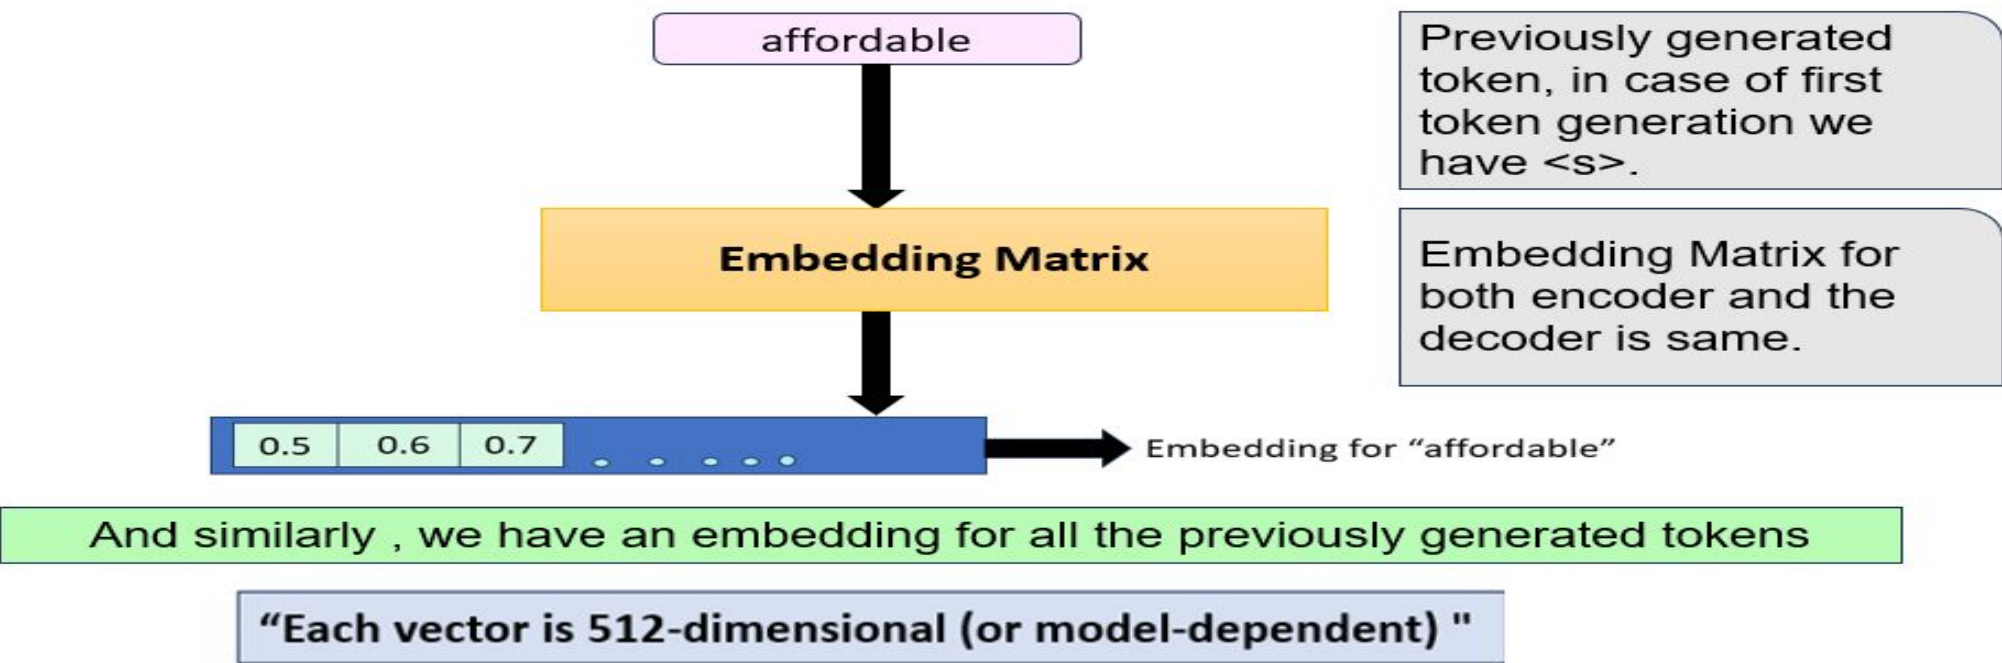 affordable
Previously generated
token, in case of first
token generation we
have <s>.
Embedding Matrix
Embedding Matrix for
both encoder and the
decoder is same.
0.5 0.6 0.7
Embedding for “affordable”
And similarly , we have an embedding for all the previously generated tokens
“Each vector is 512-dimensional (or model-dependent) "